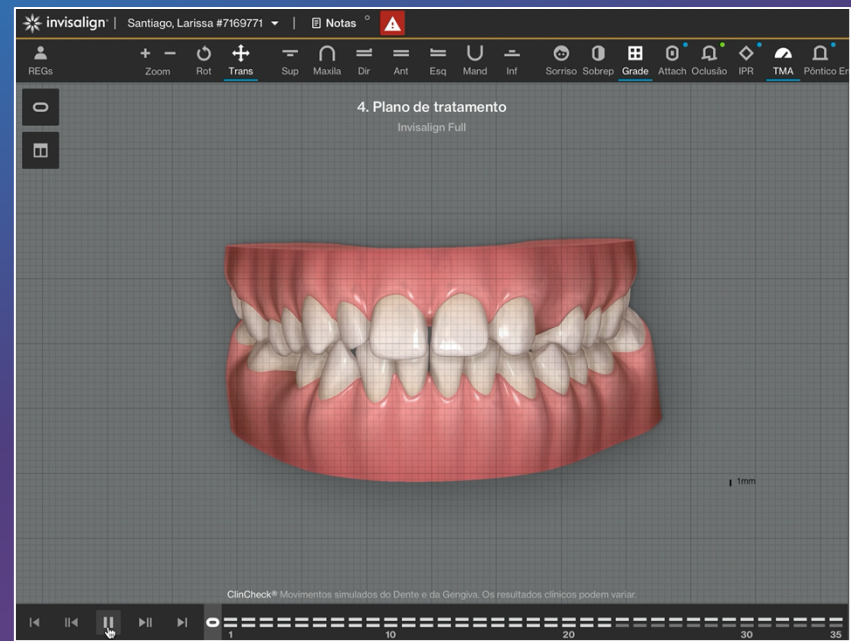 invisalign Santiago, Larissa #7169771 Notas
REGs Zoom Rot Trans Sup Maxila Dir Ant Esq Mand Inf Sorriso Sobrep Grade Attach Oclusão IPR TMA Pôntico Er
4. Plano de tratamento
Invisalign Full
1mm
ClinCheck® Movimentos simulados do Dente e da Gengiva. Os resultados clínicos podem variar.
1 10 20 30 35